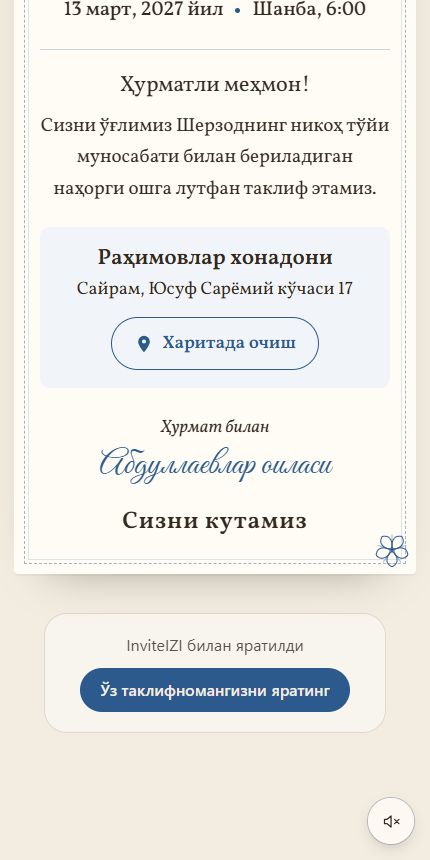 13 март, 2027 йил • Шанба, 6:00
Ҳурматли меҳмон!
Сизни ўғлимиз Шерзоднинг никоҳ тўйи
муносабати билан бериладиган
наҳорги ошга лутфан таклиф этамиз.
Раҳимовлар хонадони
Сайрам, Юсуф Сарёмий кўчаси 17
Харитада очиш
Ҳурмат билан
Абдуллаевлар оиласи
Сизни кутамиз
InviteIZI билан яратилди
Ўз таклифномангизни яратинг